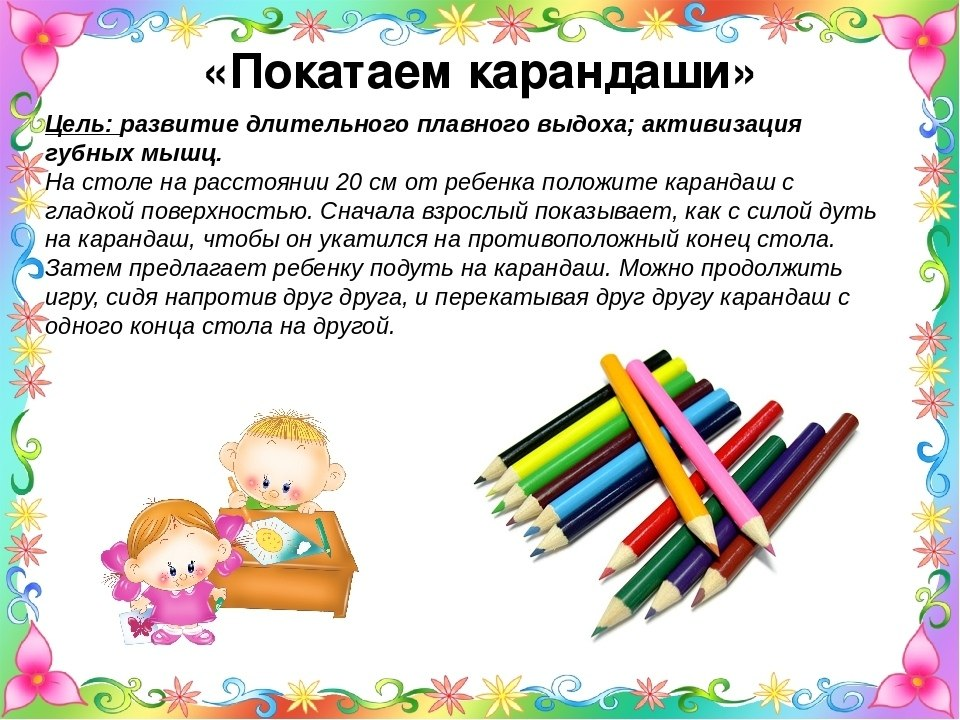 «Покатаем карандаши»
Цель: развитие длительного плавного выдоха; активизация
губных мышц.
На столе на расстоянии 20 см от ребенка положите карандаш с
гладкой поверхностью. Сначала взрослый показывает, как с силой дуть
на карандаш, чтобы он укатился на противоположный конец стола.
Затем предлагает ребенку подуть на карандаш. Можно продолжить
игру, сидя напротив друг друга, и перекатывая друг другу карандаш с
одного конца стола на другой.